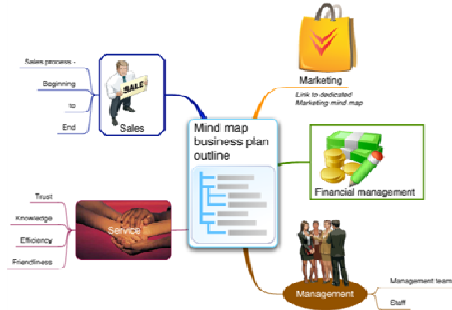 Sales process -
Beginning
to
End
SALE
Sales
Marketing
Link to dedicated
Marketing mind map
Mind map
business plan
outline
Financial management
Trust
Knowledge
Efficiency
Friendliness
Service
Management
Management team
Staff